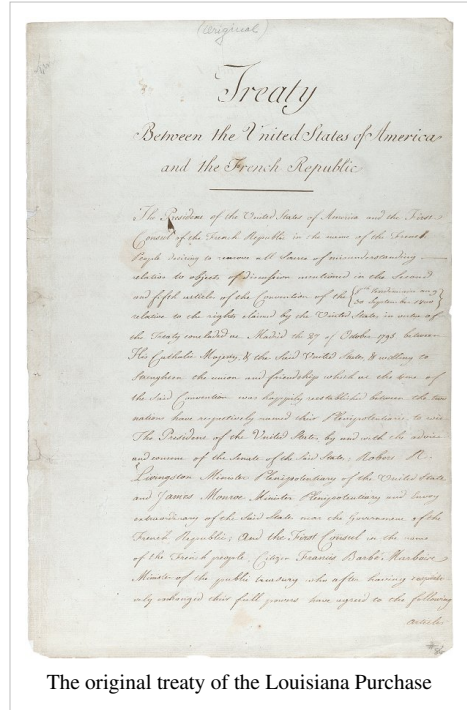 (Original)
Treaty
Between the United States of America
and the French Republic
The President of the United States of America and the First
Consul of the French Republic in the name of the French
People desiring to remove all Source of misunderstanding
relative to objects of discussion mentioned in the Second
and fifth articles of the Convention of the
30 September 1800
relative to the rights claimed by the United States in virtue of
the Treaty concluded at Madrid the 27 of October 1795 between
His Catholic Majesty, & the Said United States, & willing to
Strengthen the union and friendship which at the time of
the Said Convention was happily reestablished between the two
nations have respectively named their Plenipotentiaries to wit
The President of the United States, by and with the advice
and consent of the Senate of the Said States; Robert R.
Livingston Minister Plenipotentiary of the United States
and James Monroe Minister Plenipotentiary and Envoy
extraordinary of the Said States near the Government of the
French Republic; And the First Consul in the name
of the French people, Citizen Francis Barbé Marbois
Minister of the public treasury who after having respecti-
vely exchanged their full powers have agreed to the following
articles
The original treaty of the Louisiana Purchase